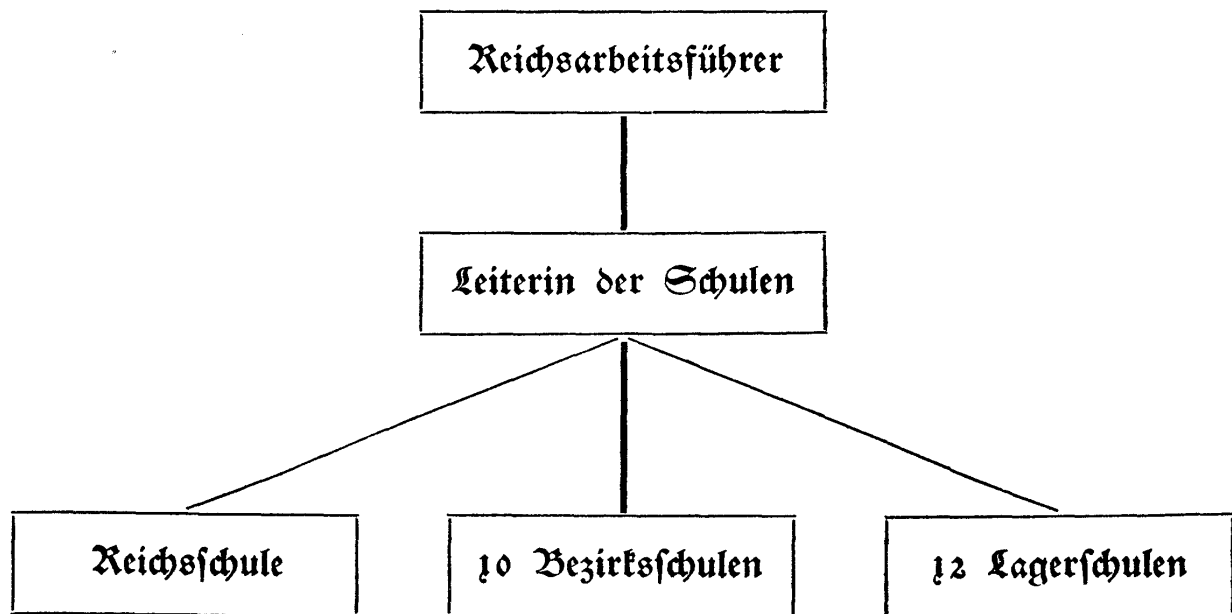 Reichsarbeitsführer
Leiterin der Schulen
Reichsſchule
10 Bezirksſchulen
12 Lagerſchulen